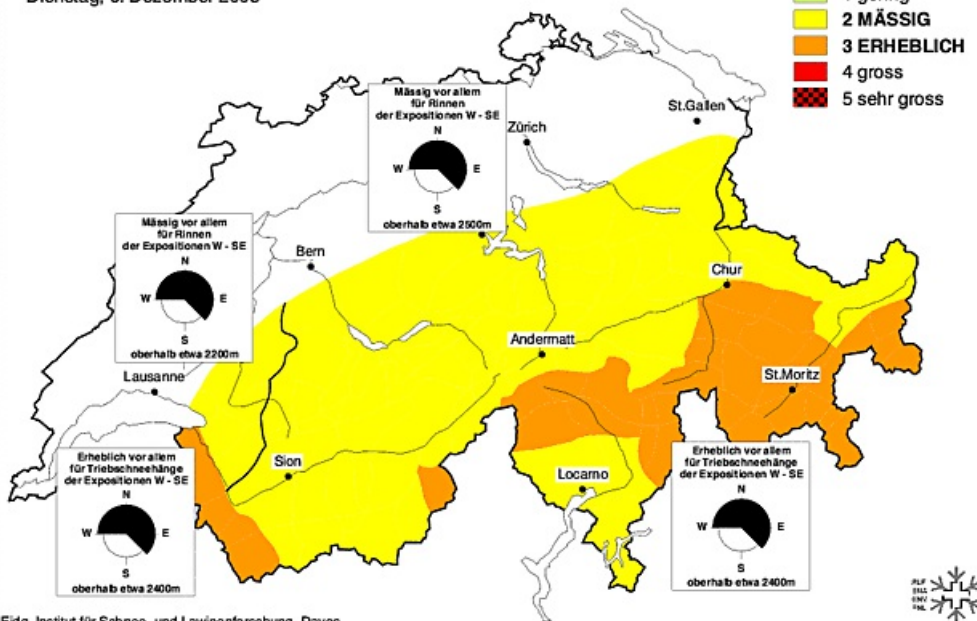 2 MÄSSIG
3 ERHEBLICH
4 gross
5 sehr gross
Mässig vor allem
für Rinnen
der Expositionen W - SE
N
W E
S
oberhalb etwa 2500m
St.Gallen
Zürich
Mässig vor allem
für Rinnen
der Expositionen W - SE
N
W E
S
oberhalb etwa 2200m
Bern
Chur
Andermatt
Lausanne
St.Moritz
Erheblich vor allem
für Triebschneehänge
der Expositionen W - SE
N
W E
S
oberhalb etwa 2400m
Sion
Locarno
Erheblich vor allem
für Triebschneehänge
der Expositionen W - SE
N
W E
S
oberhalb etwa 2400m